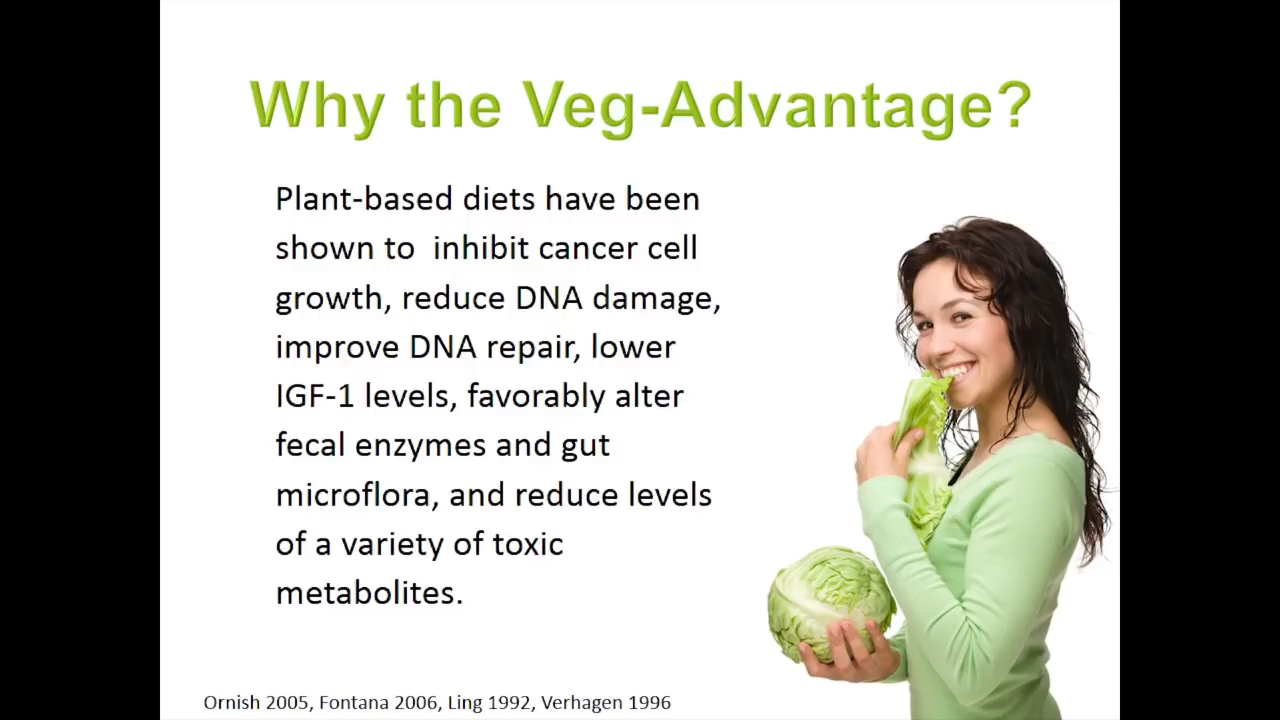 Why the Veg-Advantage?
Plant-based diets have been
shown to  inhibit cancer cell
growth, reduce DNA damage,
improve DNA repair, lower
IGF-1 levels, favorably alter
fecal enzymes and gut
microflora, and reduce levels
of a variety of toxic
metabolites.
Ornish 2005, Fontana 2006, Ling 1992, Verhagen 1996